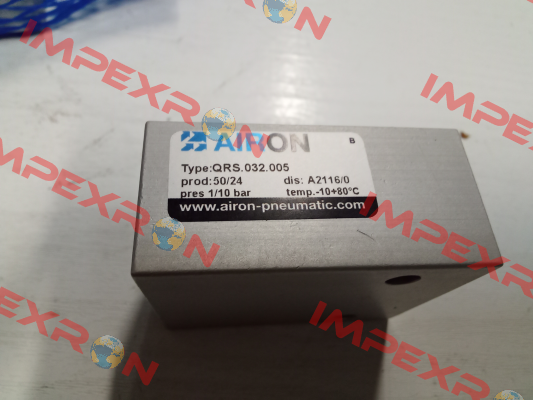 AIRON
B
Type:QRS.032.005
prod:50/24 dis: A2116/0
pres 1/10 bar temp.-10+80°C
www.airon-pneumatic.com
IMPEXRON
IMPEXRON
IMPEXRON
IMPEXRON
IMPEXRON
IMPEXRON